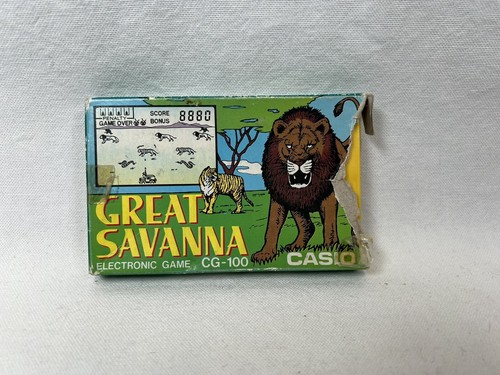 PENALTY
GAME OVER
SCORE
BONUS
8880
GREAT
SAVANNA
ELECTRONIC GAME CG-100
CASIO